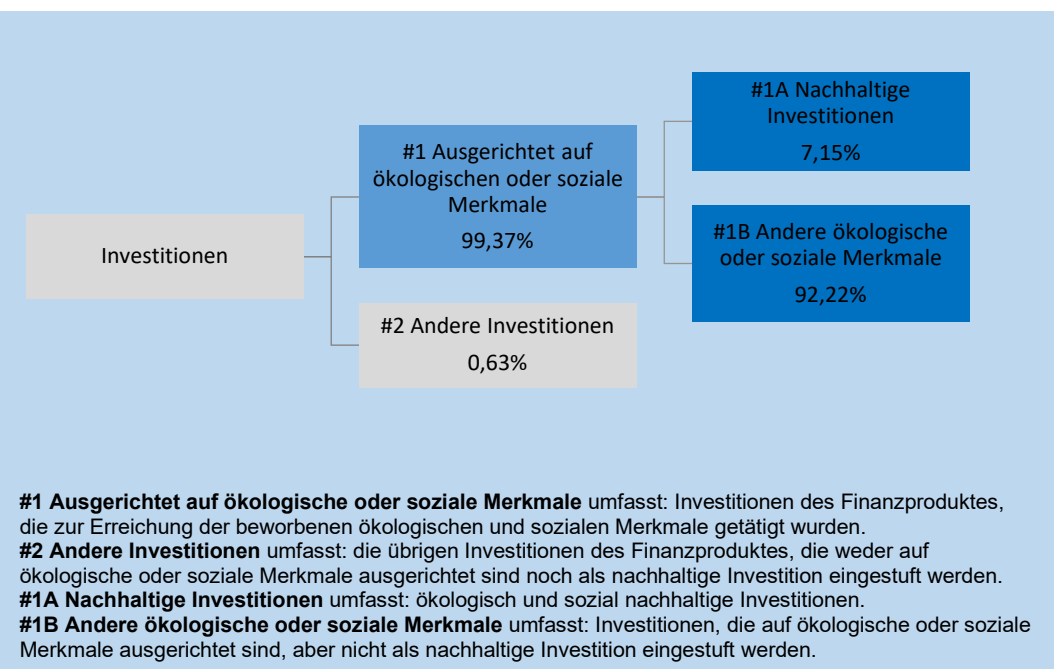 #1A Nachhaltige
Investitionen
7,15%
#1 Ausgerichtet auf
ökologischen oder soziale
Merkmale
99,37%
#1B Andere ökologische
oder soziale Merkmale
92,22%
Investitionen
#2 Andere Investitionen
0,63%
#1 Ausgerichtet auf ökologische oder soziale Merkmale umfasst: Investitionen des Finanzproduktes,
die zur Erreichung der beworbenen ökologischen und sozialen Merkmale getätigt wurden.
#2 Andere Investitionen umfasst: die übrigen Investitionen des Finanzproduktes, die weder auf
ökologische oder soziale Merkmale ausgerichtet sind noch als nachhaltige Investition eingestuft werden.
#1A Nachhaltige Investitionen umfasst: ökologisch und sozial nachhaltige Investitionen.
#1B Andere ökologische oder soziale Merkmale umfasst: Investitionen, die auf ökologische oder soziale
Merkmale ausgerichtet sind, aber nicht als nachhaltige Investition eingestuft werden.